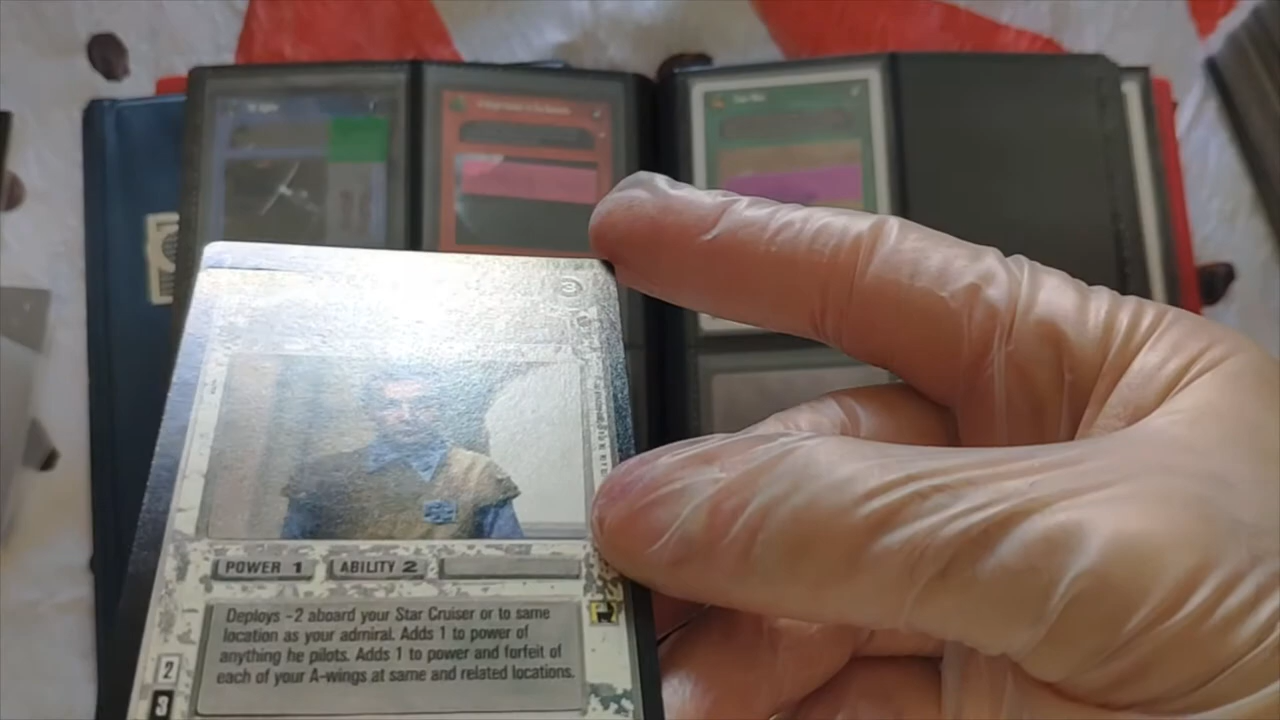 3
POWER 1
ABILITY 2
Deploys -2 aboard your Star Cruiser or to same
location as your admiral. Adds 1 to power of
anything he pilots. Adds 1 to power and forfeit of
each of your A-wings at same and related locations.
2
3